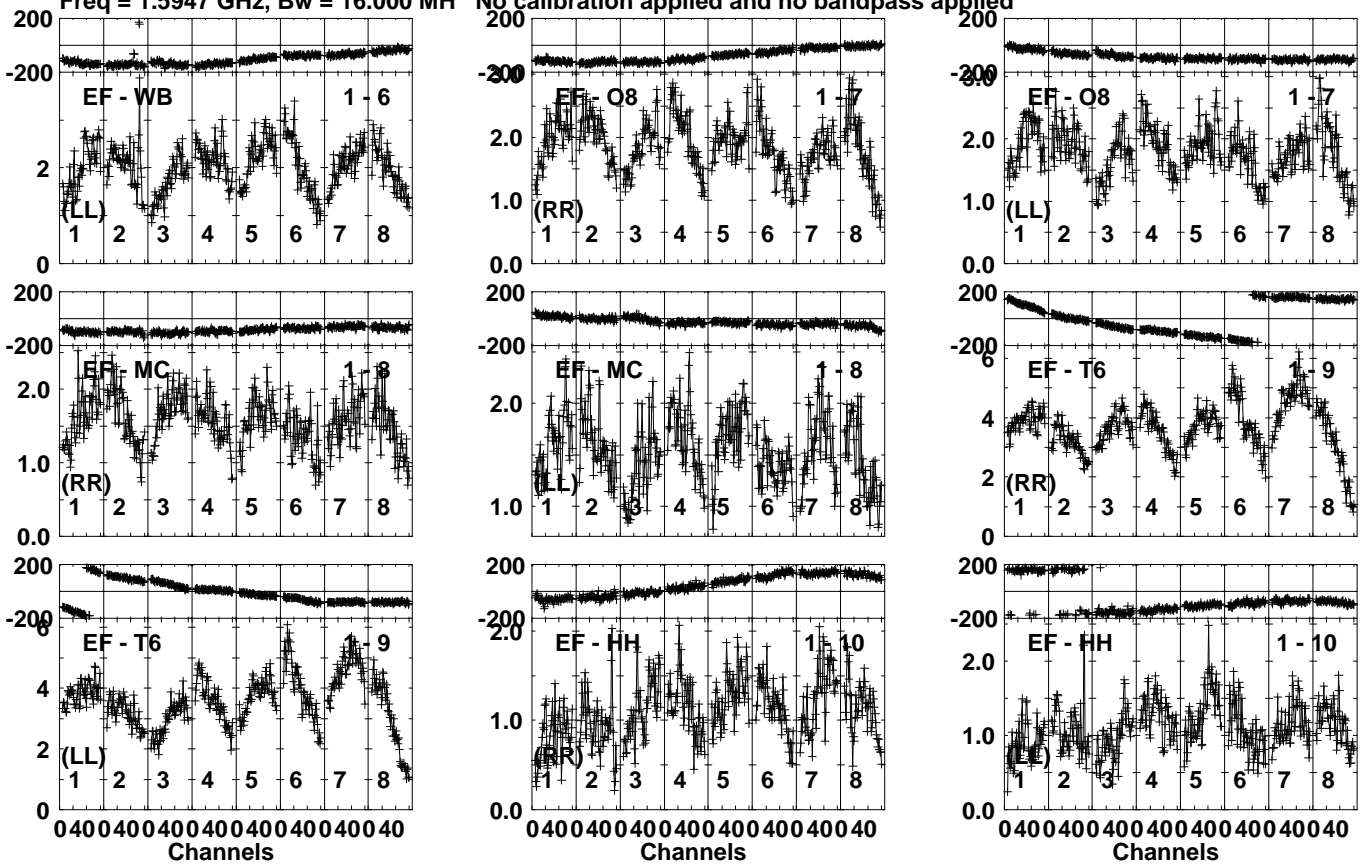 Freq = 1.5947 GHz, Bw = 16.000 MH No calibration applied and no bandpass applied
200
-200
EF - WB 1 - 6
2
(LL)
1 2 3 4 5 6 7 8
0
200
-200
3.0
EF - O8 1 - 7
2.0
1.0
(RR)
1 2 3 4 5 6 7 8
0.0
200
-200
3.0
EF - O8 1 - 7
2.0
1.0
(LL)
1 2 3 4 5 6 7 8
0.0
200
-200
EF - MC 1 - 8
2.0
1.0
(RR)
1 2 3 4 5 6 7 8
0.0
200
-200
EF - MC 1 - 8
2.0
(LL)
1.0
1 2 3 4 5 6 7 8
200
-200
6
EF - T6 1 - 9
4
2
(RR)
1 2 3 4 5 6 7 8
0
200
-200
6
EF - T6 1 - 9
4
2
(LL)
1 2 3 4 5 6 7 8
0
200
-200
2.0
EF - HH 1 - 10
1.0
(RR)
1 2 3 4 5 6 7 8
0.0
200
-200
EF - HH 1 - 10
2.0
1.0
(LL)
1 2 3 4 5 6 7 8
0.0
0 40 0 40 0 40 0 40 0 40 0 40 0 40 0 40
Channels
0 40 0 40 0 40 0 40 0 40 0 40 0 40 0 40
Channels
0 40 0 40 0 40 0 40 0 40 0 40 0 40 0 40
Channels